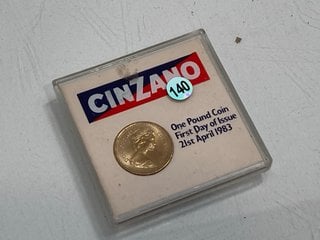 CINZANO
140
One Pound Coin
First Day of Issue
21st April 1983